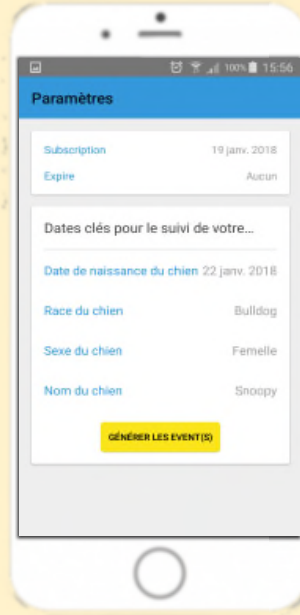 100% 15:56
Paramètres
Subscription 19 janv. 2018
Expire Aucun
Dates clés pour le suivi de votre...
Date de naissance du chien 22 janv. 2018
Race du chien Bulldog
Sexe du chien Femelle
Nom du chien Snoopy
GÉNÉRER LES EVENT(S)